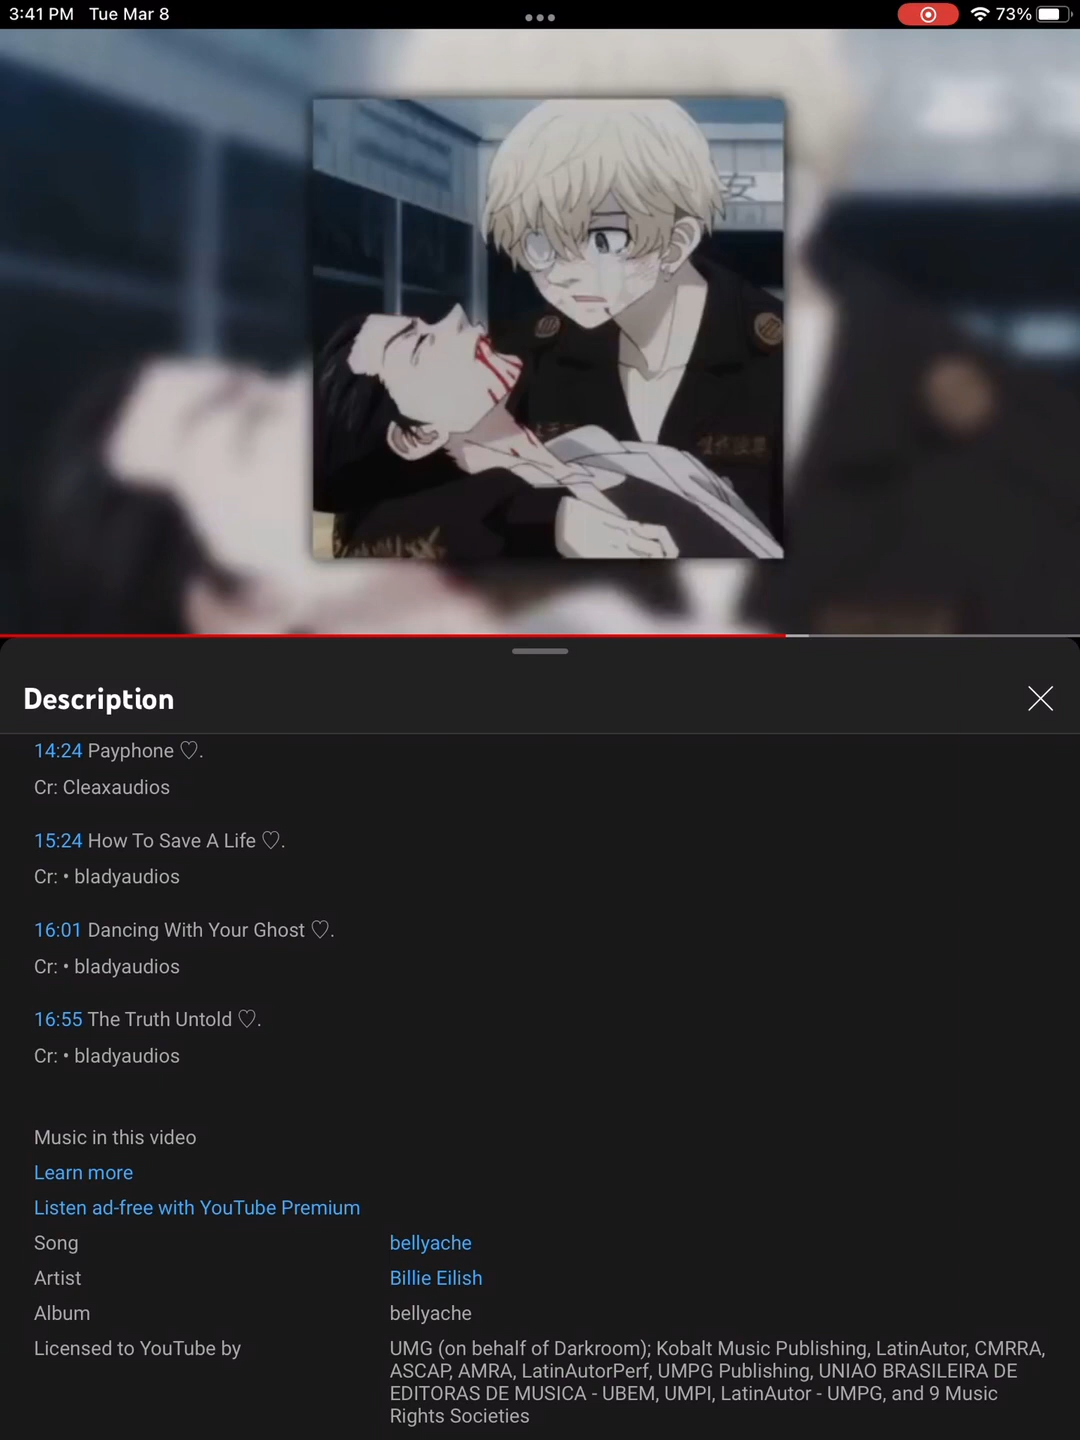 3:41 PM Tue Mar 8
73%
安
Description
14:24 Payphone ♡.
Cr: Cleaxaudios
15:24 How To Save A Life ♡.
Cr: • bladyaudios
16:01 Dancing With Your Ghost ♡.
Cr: • bladyaudios
16:55 The Truth Untold ♡.
Cr: • bladyaudios
Music in this video
Learn more
Listen ad-free with YouTube Premium
Song bellyache
Artist Billie Eilish
Album bellyache
Licensed to YouTube by UMG (on behalf of Darkroom); Kobalt Music Publishing, LatinAutor, CMRRA,
ASCAP, AMRA, LatinAutorPerf, UMPG Publishing, UNIAO BRASILEIRA DE
EDITORAS DE MUSICA - UBEM, UMPI, LatinAutor - UMPG, and 9 Music
Rights Societies